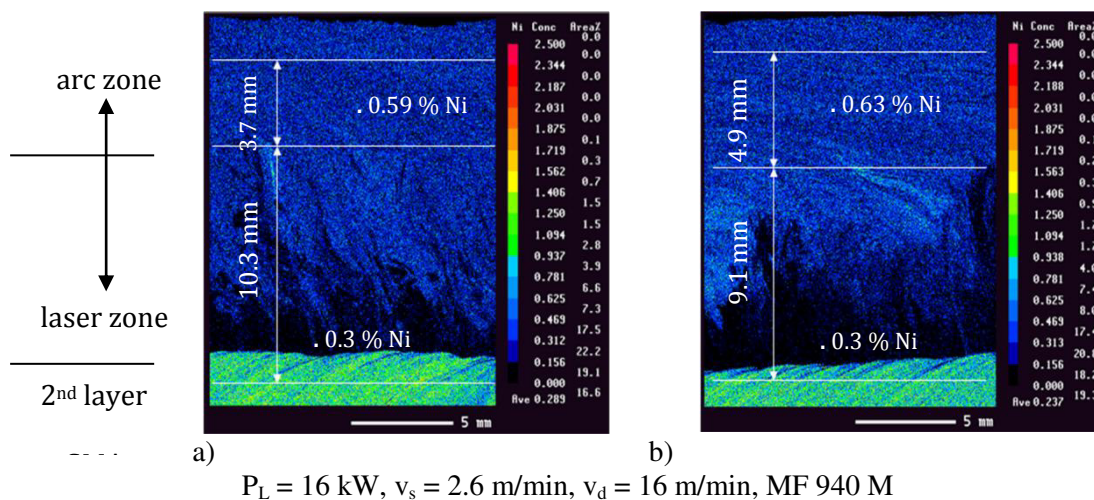 arc zone
laser zone
2nd layer
3.7 mm
10.3 mm
. 0.59 % Ni
. 0.3 % Ni
5 mm
Ni Conc Area%
0.0
2.500
0.0
2.344
0.0
2.187
0.0
2.031
0.0
1.875
0.1
1.719
0.3
1.562
0.7
1.406
1.5
1.250
1.5
1.094
2.8
0.937
3.9
0.781
6.6
0.625
7.3
0.469
17.5
0.312
22.2
0.156
19.1
0.000
16.6
Ave 0.289
a)
4.9 mm
9.1 mm
. 0.63 % Ni
. 0.3 % Ni
5 mm
Ni Conc Area%
2.500
2.344
2.188
2.031
1.875
1.719
1.563
1.406
1.250
1.094
0.938
0.781
0.625
0.469
0.313
0.156
0.000
Ave 0.237
b)
P_L = 16 kW, v_s = 2.6 m/min, v_d = 16 m/min, MF 940 M